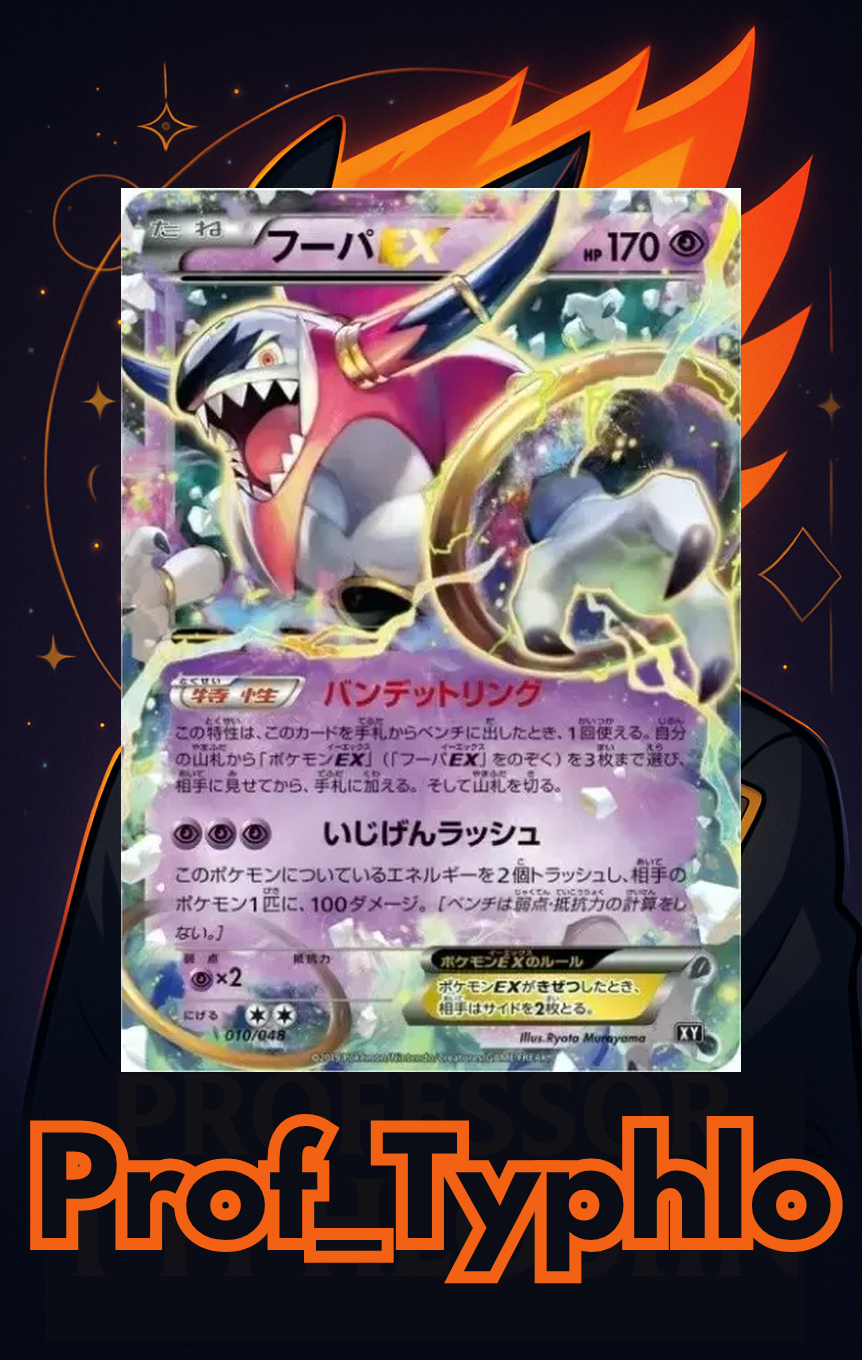 たね フーパEX HP 170
特性 バンデットリング
この特性は、このカードを手札からベンチに出したとき、1回使える。自分
の山札から「ポケモンEX」（「フーパEX」をのぞく）を3枚まで選び、
相手に見せてから、手札に加える。そして山札を切る。
いじげんラッシュ
このポケモンについているエネルギーを2個トラッシュし、相手の
ポケモン1匹に、100ダメージ。［ベンチは弱点・抵抗力の計算をし
ない。］
弱点 抵抗力
×2
にげる
010/048
ポケモンEXのルール
ポケモンEXがきぜつしたとき、
相手はサイドを2枚とる。
Illus.Ryota Murayama
XY
PROFESSOR
Prof_Typhlo